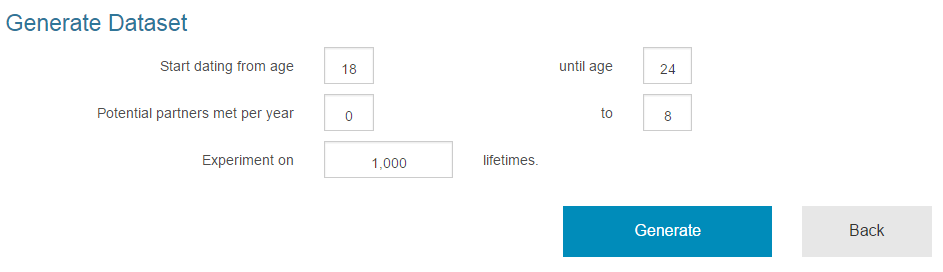 Generate Dataset
Start dating from age 18 until age 24
Potential partners met per year 0 to 8
Experiment on 1,000 lifetimes.
Generate Back